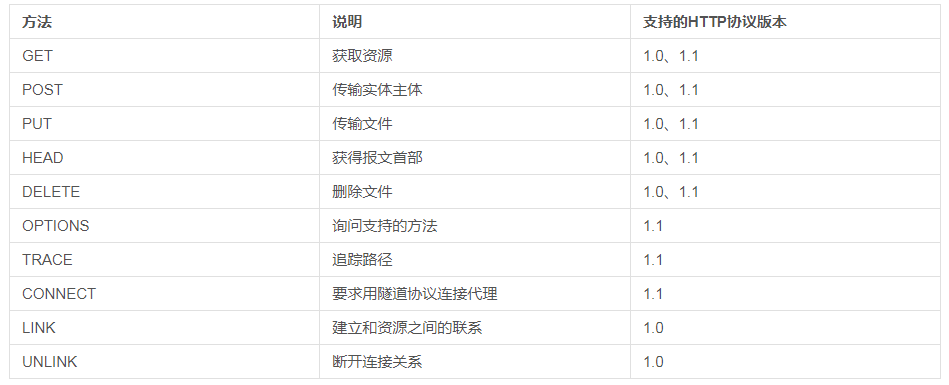 方法 说明 支持的HTTP协议版本
GET 获取资源 1.0、1.1
POST 传输实体主体 1.0、1.1
PUT 传输文件 1.0、1.1
HEAD 获得报文首部 1.0、1.1
DELETE 删除文件 1.0、1.1
OPTIONS 询问支持的方法 1.1
TRACE 追踪路径 1.1
CONNECT 要求用隧道协议连接代理 1.1
LINK 建立和资源之间的联系 1.0
UNLINK 断开连接关系 1.0